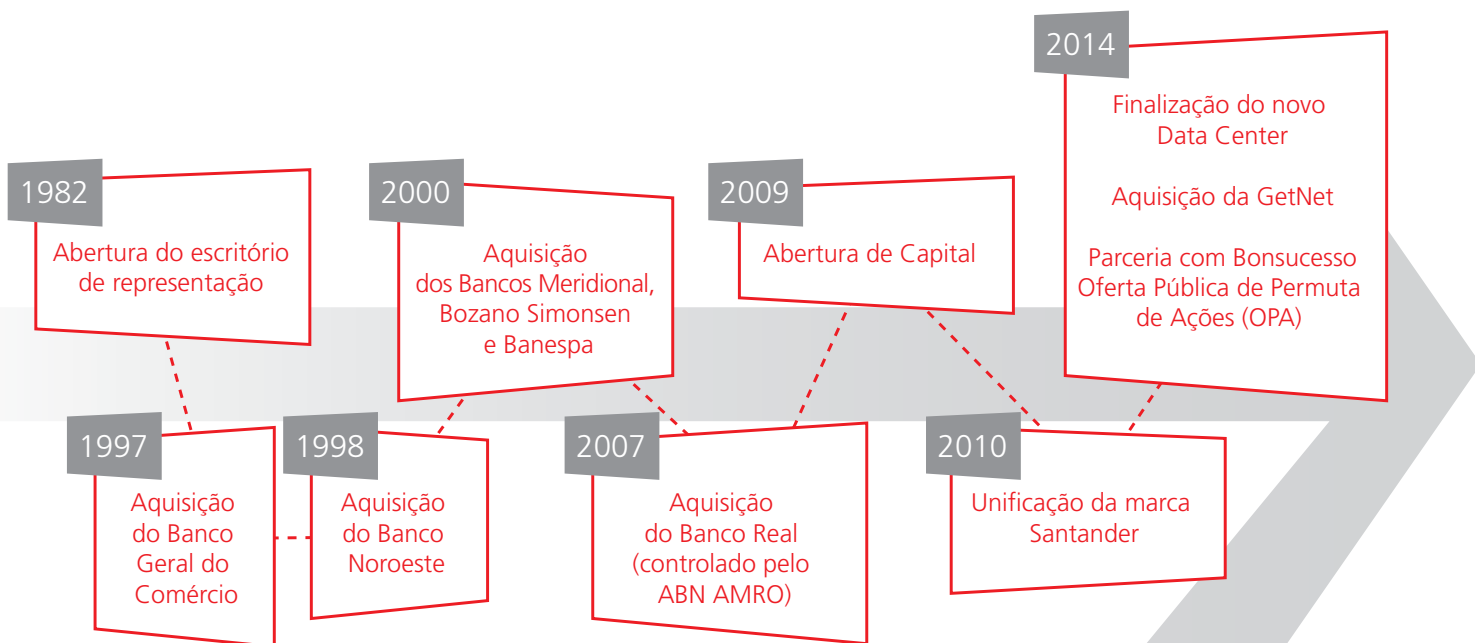 1982
Abertura do escritório
de representação
1997
Aquisição
do Banco
Geral do
Comércio
1998
Aquisição
do Banco
Noroeste
2000
Aquisição
dos Bancos Meridional,
Bozano Simonsen
e Banespa
2007
Aquisição
do Banco Real
(controlado pelo
ABN AMRO)
2009
Abertura de Capital
2010
Unificação da marca
Santander
2014
Finalização do novo
Data Center
Aquisição da GetNet
Parceria com Bonsucesso
Oferta Pública de Permuta
de Ações (OPA)